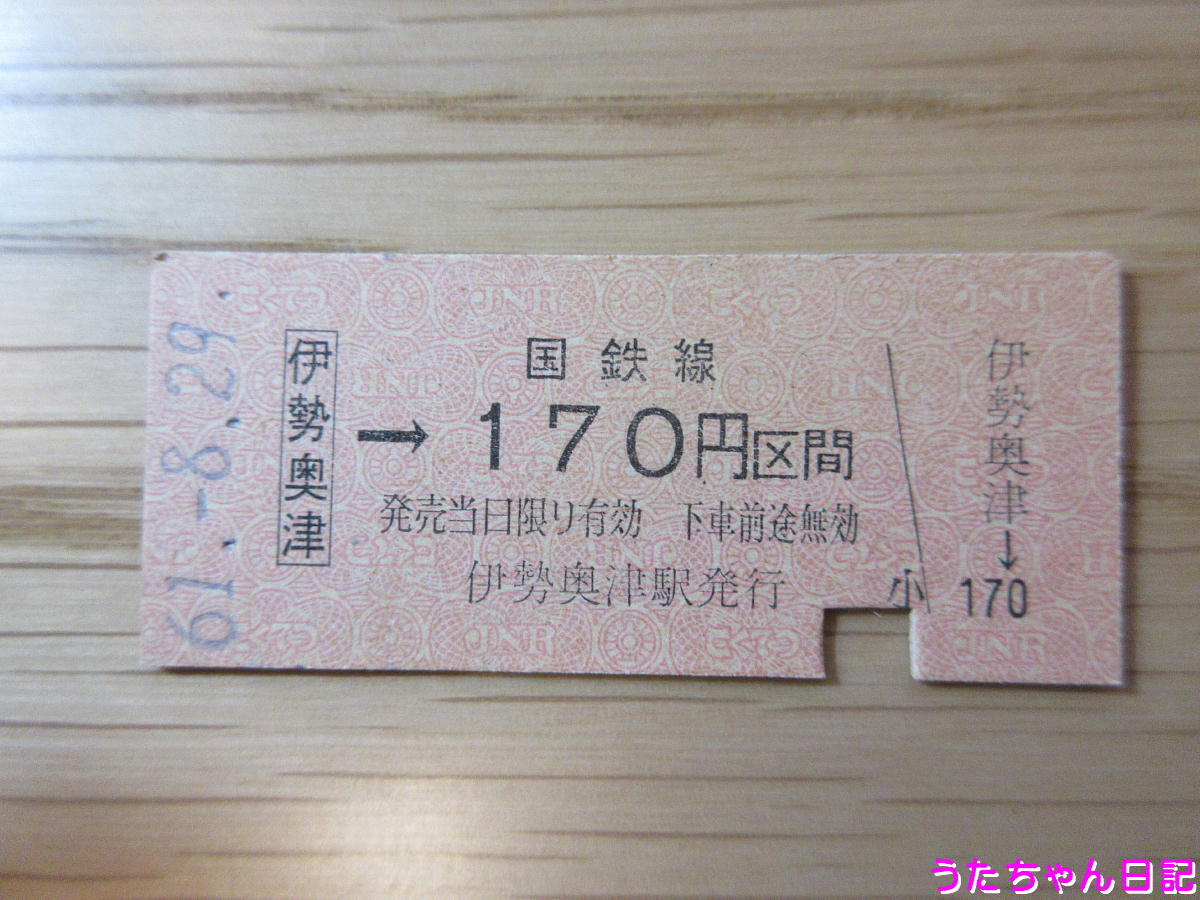 61.-8.29.
伊勢奥津
国鉄線
→170円区間
発売当日限り有効 下車前途無効
伊勢奥津駅発行
小
伊勢奥津↓
170
うたちゃん日記